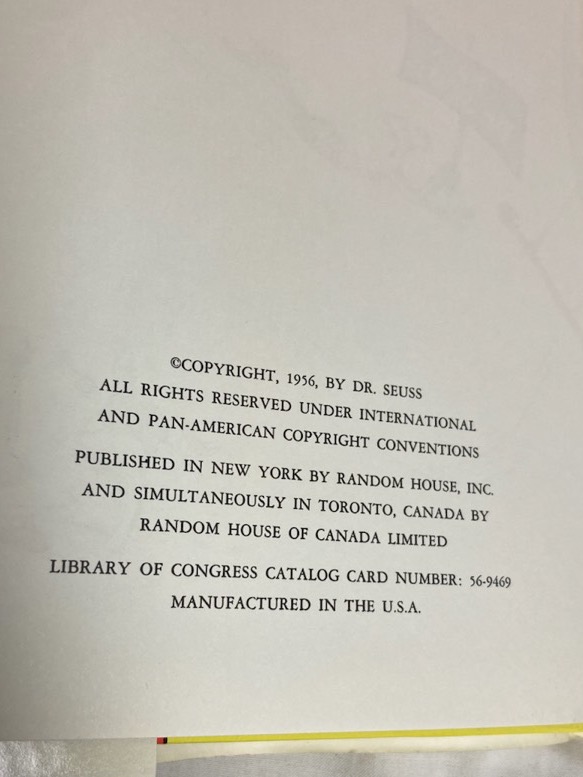 ©COPYRIGHT, 1956, BY DR. SEUSS
ALL RIGHTS RESERVED UNDER INTERNATIONAL
AND PAN-AMERICAN COPYRIGHT CONVENTIONS
PUBLISHED IN NEW YORK BY RANDOM HOUSE, INC.
AND SIMULTANEOUSLY IN TORONTO, CANADA BY
RANDOM HOUSE OF CANADA LIMITED
LIBRARY OF CONGRESS CATALOG CARD NUMBER: 56-9469
MANUFACTURED IN THE U.S.A.